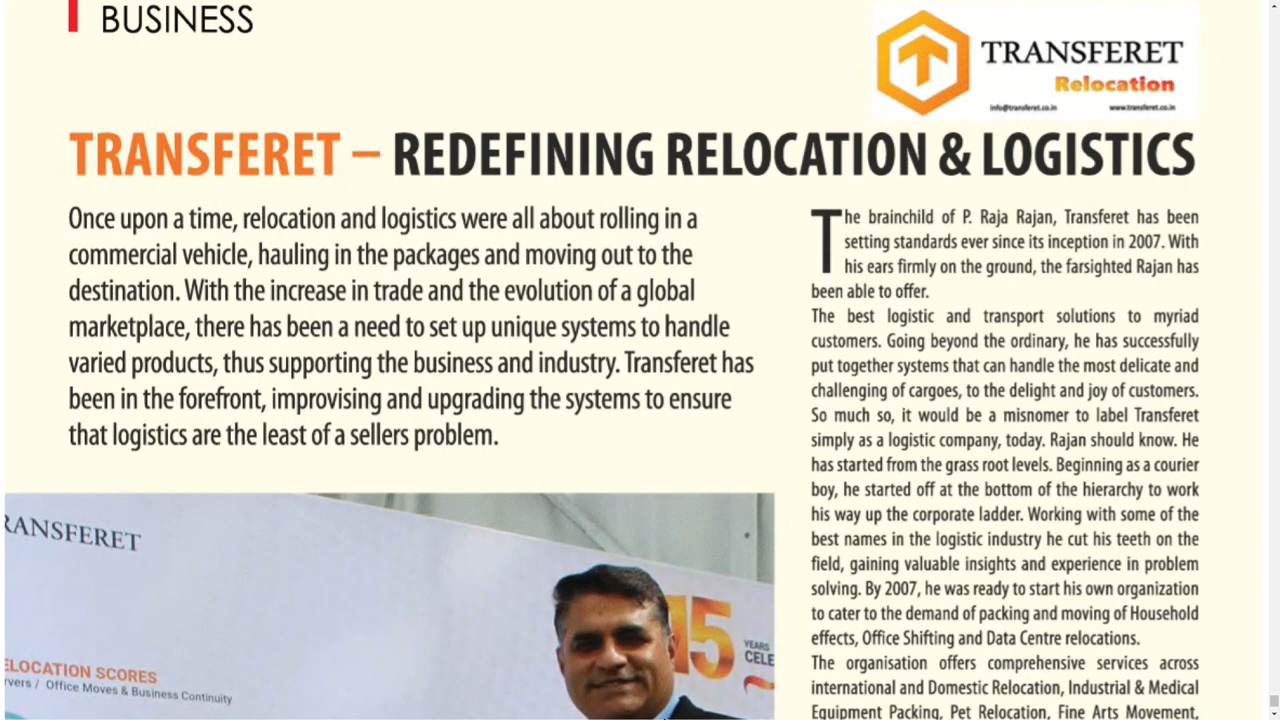 BUSINESS
TRANSFERET
Relocation
info@transferet.co.in www.transferet.co.in
TRANSFERET – REDEFINING RELOCATION & LOGISTICS
Once upon a time, relocation and logistics were all about rolling in a
commercial vehicle, hauling in the packages and moving out to the
destination. With the increase in trade and the evolution of a global
marketplace, there has been a need to set up unique systems to handle
varied products, thus supporting the business and industry. Transferet has
been in the forefront, improvising and upgrading the systems to ensure
that logistics are the least of a sellers problem.
The brainchild of P. Raja Rajan, Transferet has been
setting standards ever since its inception in 2007. With
his ears firmly on the ground, the farsighted Rajan has
been able to offer.
The best logistic and transport solutions to myriad
customers. Going beyond the ordinary, he has successfully
put together systems that can handle the most delicate and
challenging of cargoes, to the delight and joy of customers.
So much so, it would be a misnomer to label Transferet
simply as a logistic company, today. Rajan should know. He
has started from the grass root levels. Beginning as a courier
boy, he started off at the bottom of the hierarchy to work
his way up the corporate ladder. Working with some of the
best names in the logistic industry he cut his teeth on the
field, gaining valuable insights and experience in problem
solving. By 2007, he was ready to start his own organization
to cater to the demand of packing and moving of Household
effects, Office Shifting and Data Centre relocations.
The organisation offers comprehensive services across
international and Domestic Relocation, Industrial & Medical
Equipment Packing, Pet Relocation, Fine Arts Movement,
RANSFERET
ELOCATION SCORES
rvers / Office Moves & Business Continuity
15
YEARS
CELE